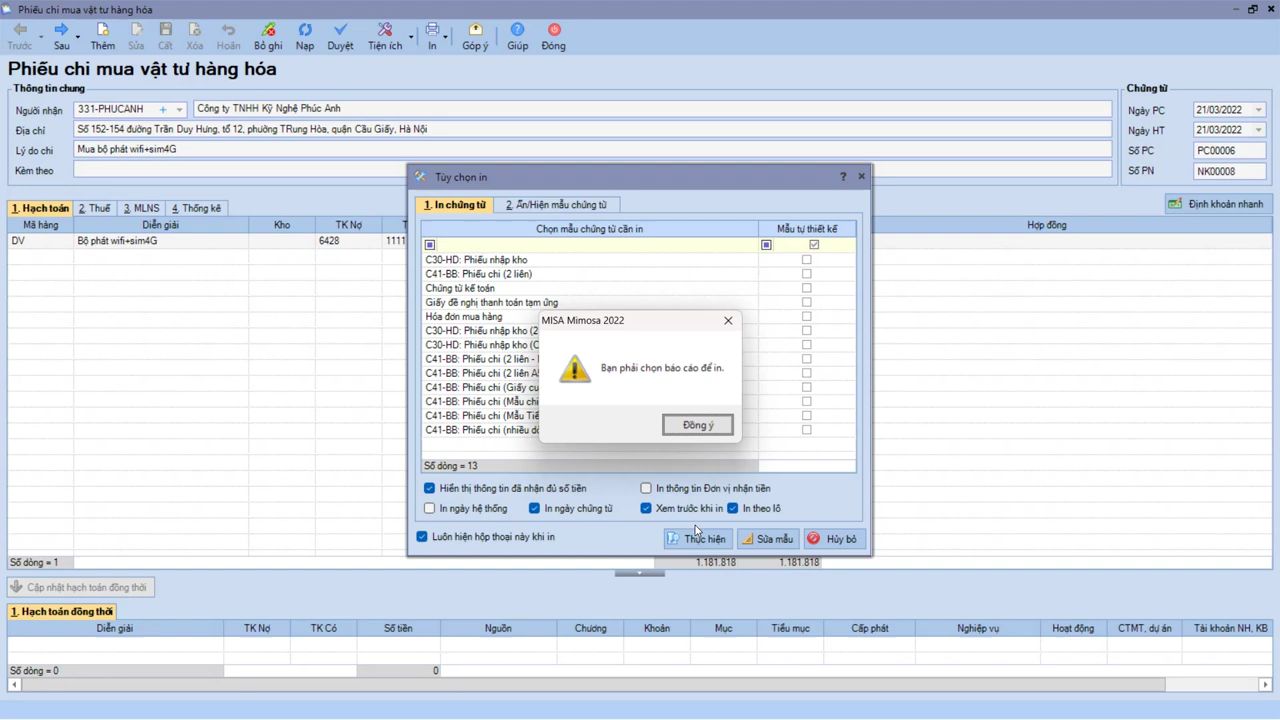 Phiếu chi mua vật tư hàng hóa
Trước Sau Thêm Sửa Cất Xóa Hoãn Bỏ ghi Nạp Duyệt Tiện ích In Góp ý Giúp Đóng
Phiếu chi mua vật tư hàng hóa
Thông tin chung
Người nhận 331-PHUCANH Công ty TNHH Kỹ Nghệ Phúc Anh
Địa chỉ Số 152-154 đường Trần Duy Hưng, tổ 12, phường TRung Hòa, quận Cầu Giấy, Hà Nội
Lý do chi Mua bộ phát wifi+sim4G
Kèm theo
Chứng từ
Ngày PC 21/03/2022
Ngày HT 21/03/2022
Số PC PC00006
Số PN NK00008
1. Hạch toán 2. Thuế 3. MLNS 4. Thống kê
Định khoản nhanh
Mã hàng Diễn giải Kho TK Nợ Hợp đồng
DV Bộ phát wifi+sim4G 6428 1111
Số dòng = 1 1.181.818 1.181.818
Tùy chọn in ?
1. In chứng từ 2. Ẩn/Hiện mẫu chứng từ
Chọn mẫu chứng từ cần in Mẫu tự thiết kế
C30-HD: Phiếu nhập kho
C41-BB: Phiếu chi (2 liên)
Chứng từ kế toán
Giấy đề nghị thanh toán tạm ứng
Hóa đơn mua hàng
C30-HD: Phiếu nhập kho (2
C30-HD: Phiếu nhập kho (C
C41-BB: Phiếu chi (2 liên -
C41-BB: Phiếu chi (2 liên A5
C41-BB: Phiếu chi (Giấy cu
C41-BB: Phiếu chi (Mẫu chi
C41-BB: Phiếu chi (Mẫu Tiế
C41-BB: Phiếu chi (nhiều dò
Số dòng = 13
Hiển thị thông tin đã nhận đủ số tiền In thông tin Đơn vị nhận tiền
In ngày hệ thống In ngày chứng từ Xem trước khi in In theo lô
Luôn hiện hộp thoại này khi in Thực hiện Sửa mẫu Hủy bỏ
MISA Mimosa 2022
Bạn phải chọn báo cáo để in.
Đồng ý
Cập nhật hạch toán đồng thời
1. Hạch toán đồng thời
Diễn giải TK Nợ TK Có Số tiền Nguồn Chương Khoản Mục Tiểu mục Cấp phát Nghiệp vụ Hoạt động CTMT, dự án Tài khoản NH, KB
Số dòng = 0 0